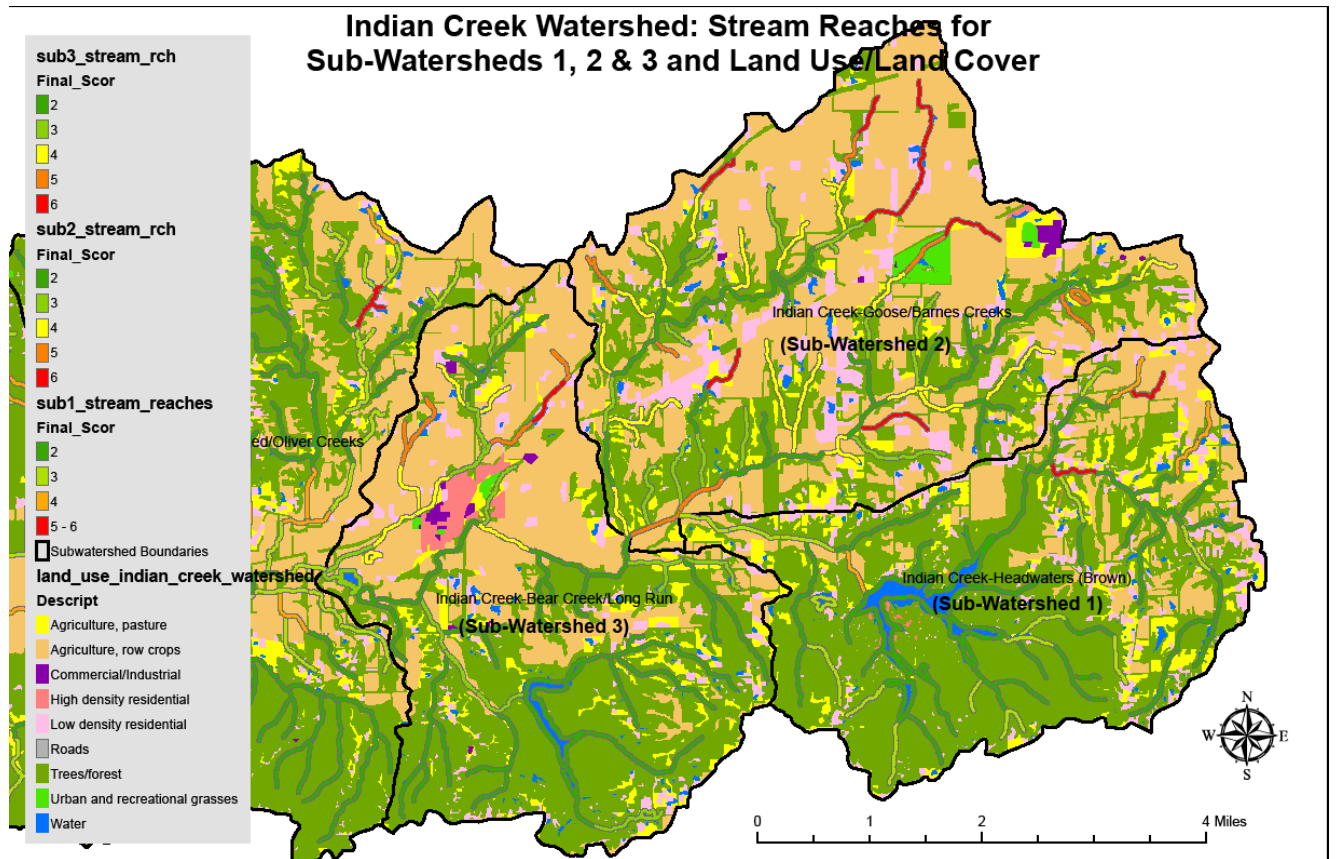 Indian Creek Watershed: Stream Reaches for
Sub-Watersheds 1, 2 & 3 and Land Use/Land Cover
sub3_stream_rch
Final_Scor
2
3
4
5
6
sub2_stream_rch
Final_Scor
2
3
4
5
6
sub1_stream_reaches
Final_Scor
2
3
4
5 - 6
Subwatershed Boundaries
land_use_indian_creek_watershed
Descript
Agriculture, pasture
Agriculture, row crops
Commercial/Industrial
High density residential
Low density residential
Roads
Trees/forest
Urban and recreational grasses
Water
Indian Creek-Goose/Barnes Creeks
(Sub-Watershed 2)
ed/Oliver Creeks
Indian Creek-Headwaters (Brown)
(Sub-Watershed 1)
Indian Creek-Bear Creek/Long Run
(Sub-Watershed 3)
N
W E
S
0 1 2 4 Miles